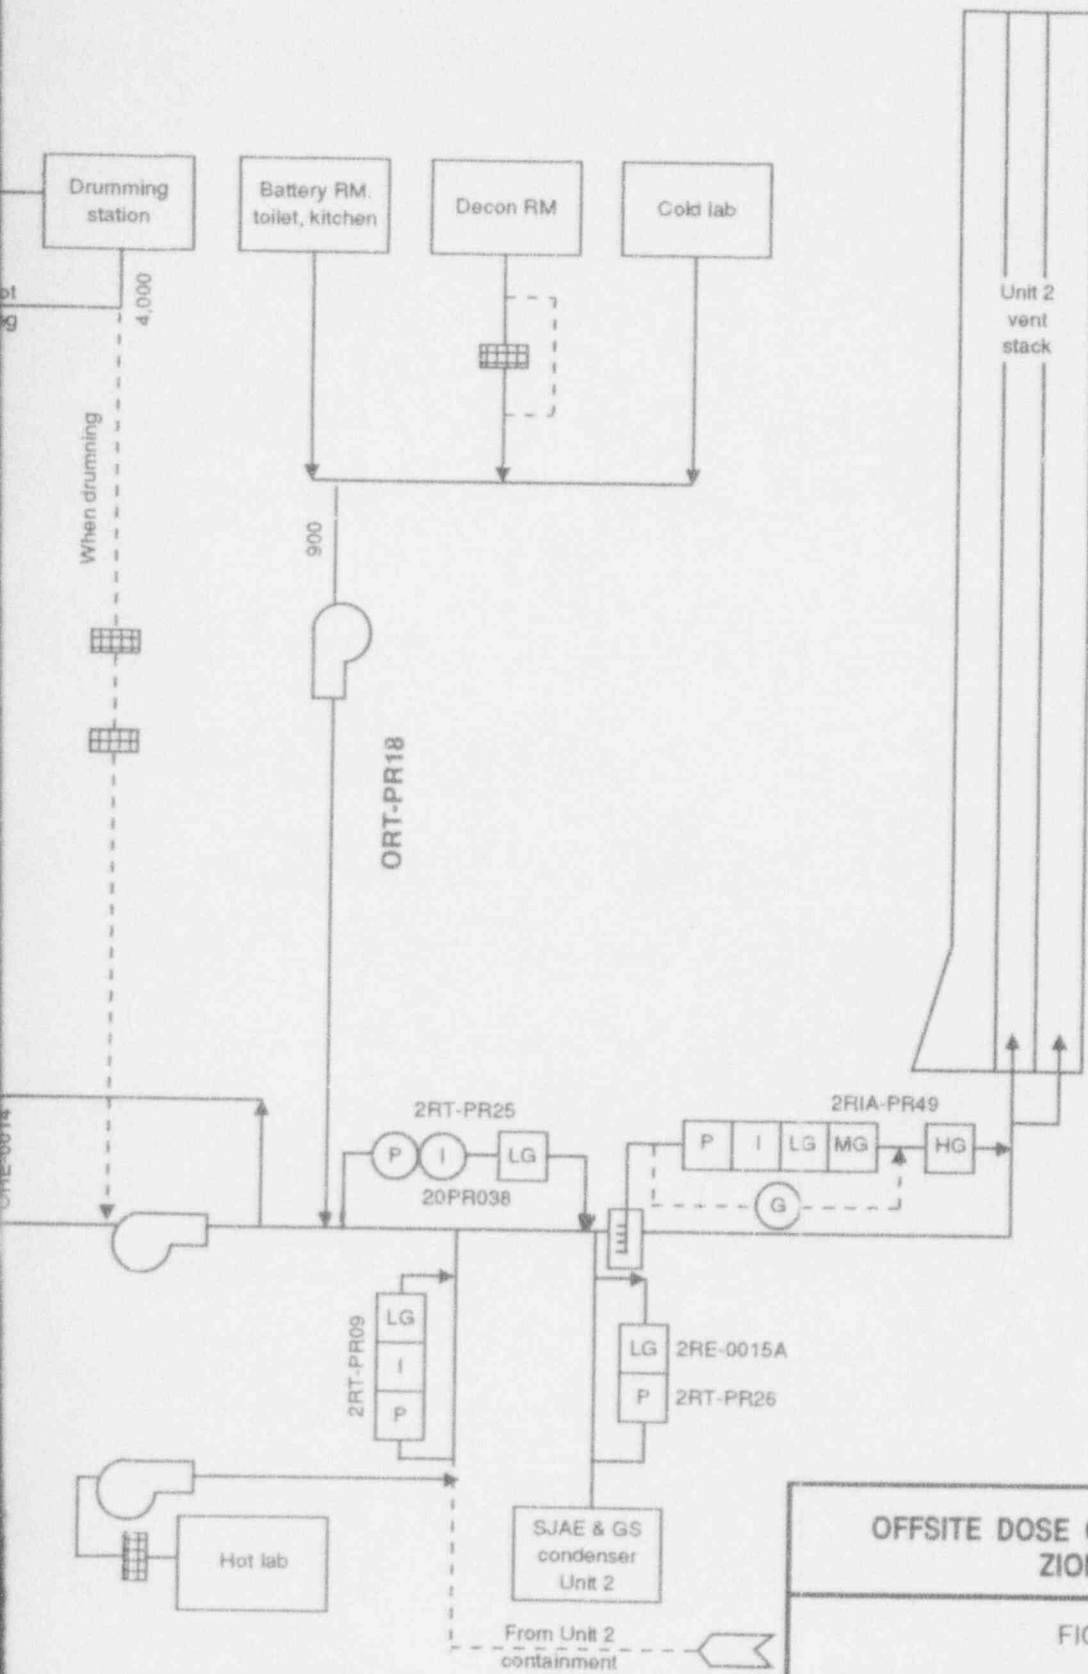 Drumming
station
Battery RM.
toilet, kitchen
Decon RM
Cold lab
4,000
Unit 2
vent
stack
When drumming
900
ORT-PR18
2RT-PR25
P
I
LG
20PR038
2RIA-PR49
P
I
LG
MG
HG
G
2RT-PR09
LG
I
P
LG
2RE-0015A
P
2RT-PR26
Hot lab
SJAE & GS
condenser
Unit 2
From Unit 2
containment
OFFSITE DOSE